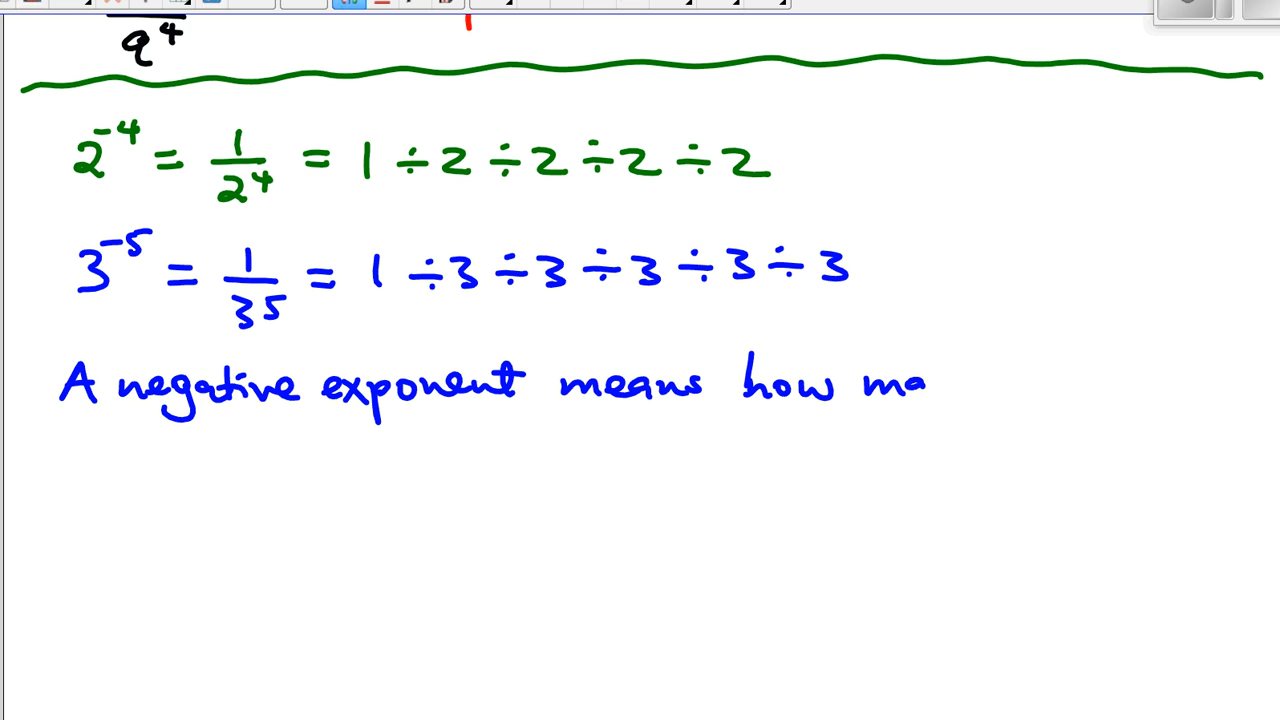 q⁴
2⁻⁴ = 1/2⁴ = 1 ÷ 2 ÷ 2 ÷ 2 ÷ 2
3⁻⁵ = 1/3⁵ = 1 ÷ 3 ÷ 3 ÷ 3 ÷ 3 ÷ 3
A negative exponent means how ma